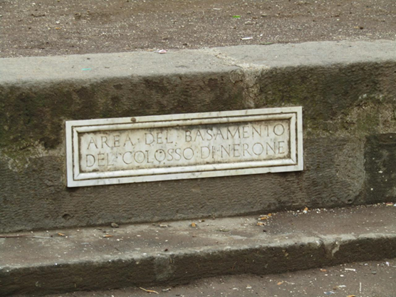 AREA DEL BASAMENTO
DEL COLOSSO DI NERONE